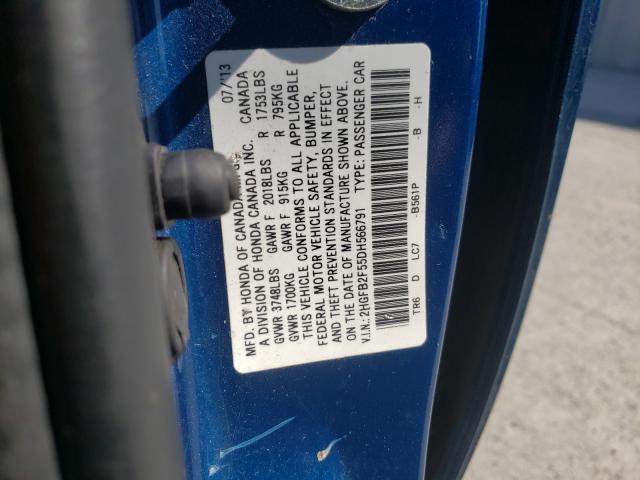 MFD. BY HONDA OF CANADA MFG. 07/13
A DIVISION OF HONDA CANADA INC. CANADA
GVWR 3748LBS GAWR F 2018LBS R 1753LBS
GVWR 1700KG GAWR F 915KG R 795KG
THIS VEHICLE CONFORMS TO ALL APPLICABLE
FEDERAL MOTOR VEHICLE SAFETY, BUMPER,
AND THEFT PREVENTION STANDARDS IN EFFECT
ON THE DATE OF MANUFACTURE SHOWN ABOVE.
V.I.N.: 2HGFB2F55DH566791 TYPE: PASSENGER CAR
TR6 D LC7 -B561P -B -H